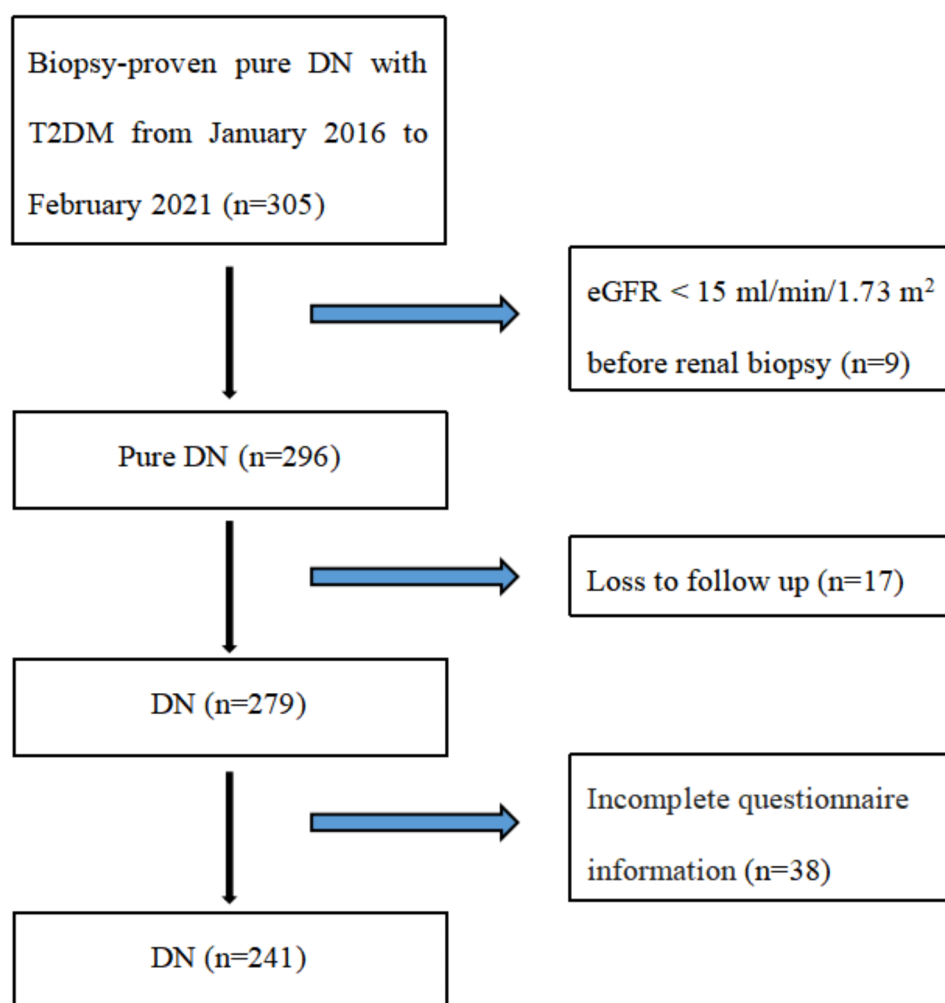 Biopsy-proven pure DN with
T2DM from January 2016 to
February 2021 (n=305)
eGFR < 15 ml/min/1.73 m²
before renal biopsy (n=9)
Pure DN (n=296)
Loss to follow up (n=17)
DN (n=279)
Incomplete questionnaire
information (n=38)
DN (n=241)